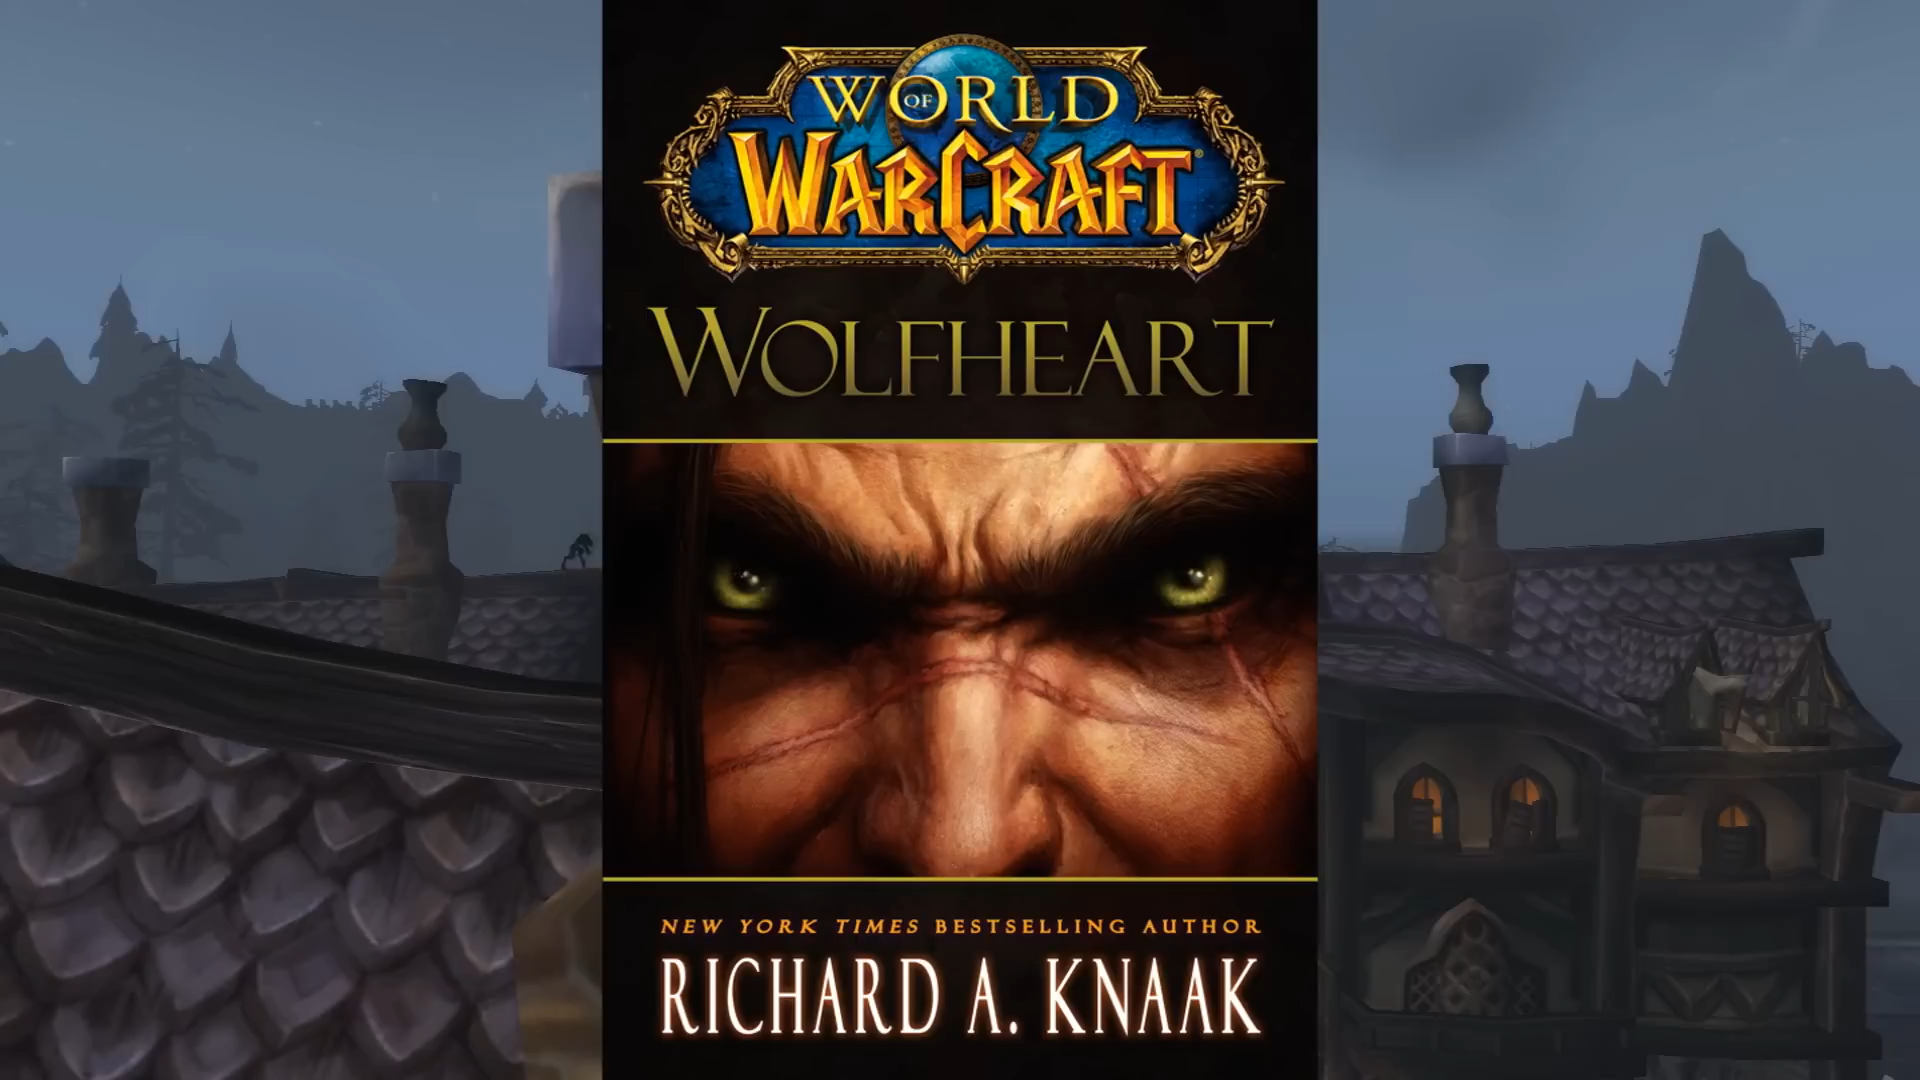 WORLD OF
WARCRAFT®
WOLFHEART
NEW YORK TIMES BESTSELLING AUTHOR
RICHARD A. KNAAK